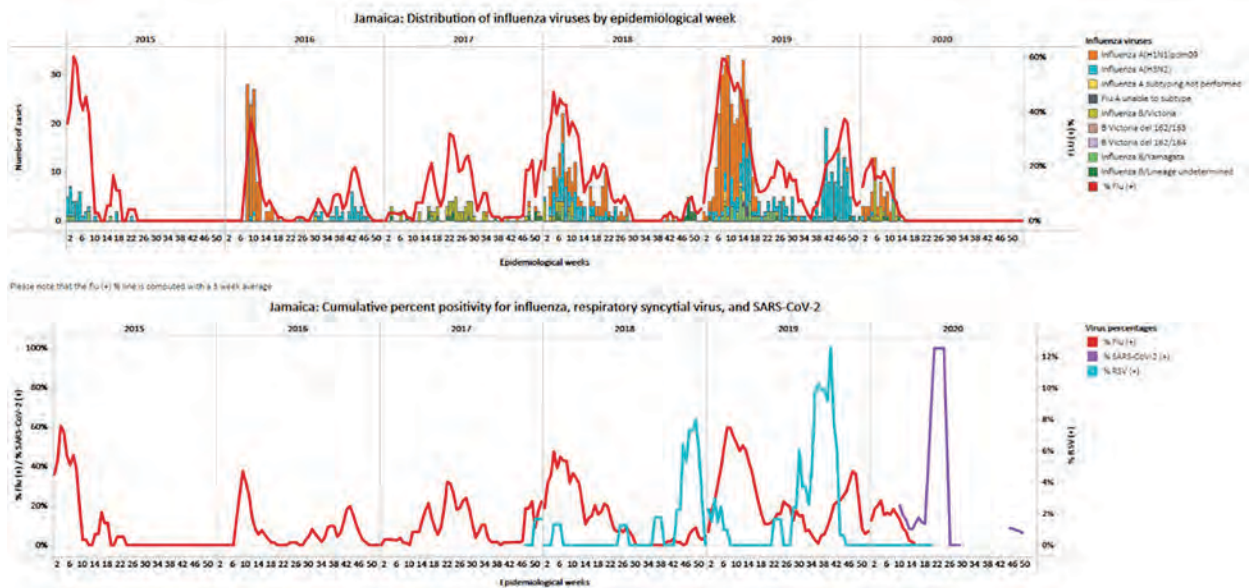 Jamaica: Distribution of influenza viruses by epidemiological week
2015 2016 2017 2018 2019 2020
Number of cases
30
20
10
0
60%
40%
20%
0%
FLU (+) %
2 6 10 14 18 22 26 30 34 38 42 46 50 2 6 10 14 22 26 30 34 38 42 46 50 2 6 10 14 18 22 26 30 34 38 42 46 50 2 6 10 14 18 22 26 30 34 38 42 46 50 2 6 10 14 18 22 26 30 34 38 42 46 50 2 6 10 14 18 22 26 30 34 38 42 46 50
Epidemiological weeks
Influenza viruses
Influenza A(H1N1)pdm09
Influenza A(H3N2)
Influenza A subtyping not performed
Flu A unable to subtype
Influenza B/Victoria
B Victoria del 162/163
B Victoria del 162/164
Influenza B/Yamagata
Influenza B/Lineage undetermined
% Flu (+)
Please note that the flu (+) % line is computed with a 3 week average
Jamaica: Cumulative percent positivity for influenza, respiratory syncytial virus, and SARS-CoV-2
2015 2016 2017 2018 2019 2020
% Flu (+) / % SARS-CoV-2 (+)
100%
80%
60%
40%
20%
0%
12%
10%
8%
6%
4%
2%
0%
% RSV (+)
2 6 10 14 18 22 26 30 34 38 42 46 50 2 6 10 14 18 22 26 30 34 38 42 46 50 2 6 10 14 18 22 26 30 34 38 42 46 50 2 6 10 14 18 22 26 30 34 38 42 46 50 2 6 10 14 18 22 26 30 34 38 42 46 50 2 6 10 14 18 22 26 30 34 38 42 46 50
Epidemiological weeks
Virus percentages
% Flu (+)
% SARS-CoV-2 (+)
% RSV (+)